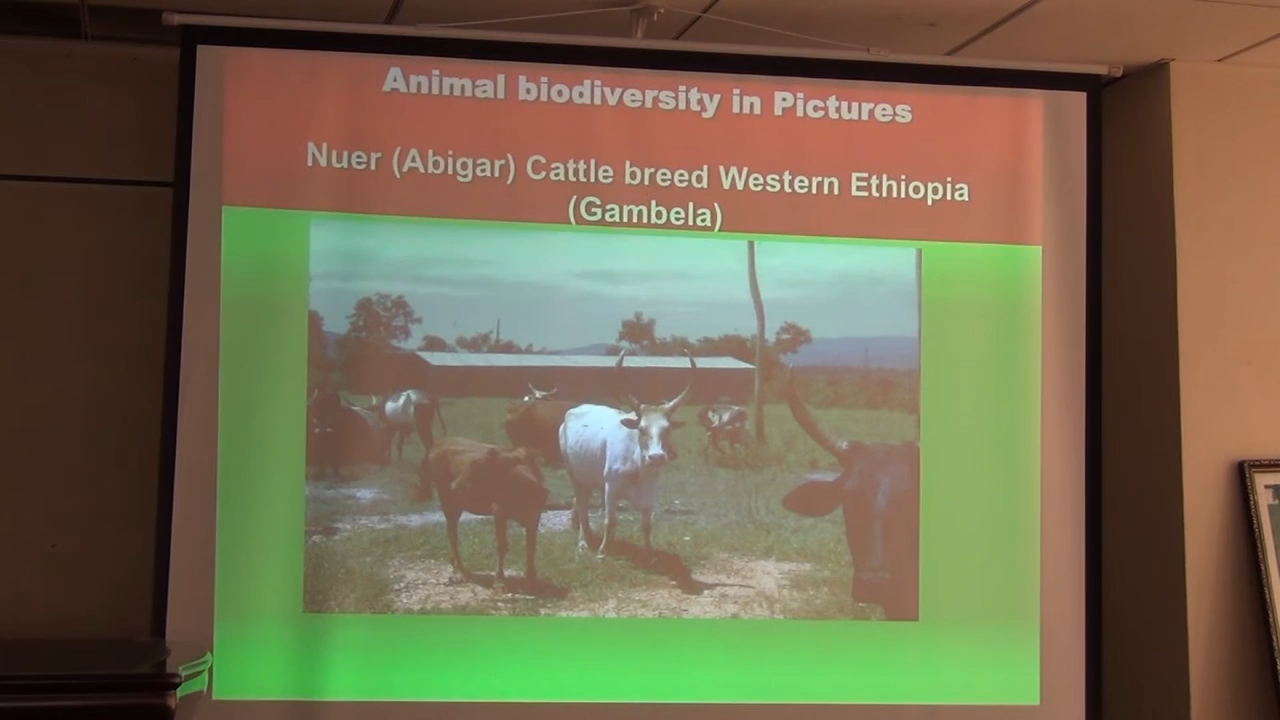 Animal biodiversity in Pictures
Nuer (Abigar) Cattle breed Western Ethiopia
(Gambela)